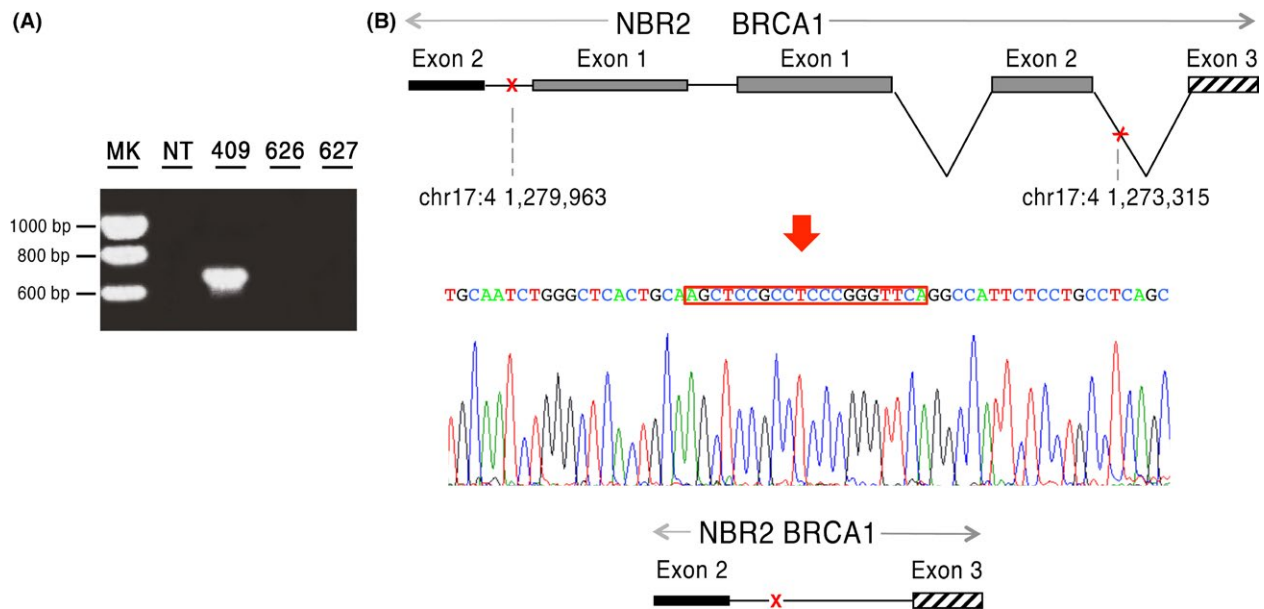 (A)
MK NT 409 626 627
1000 bp
800 bp
600 bp
(B)
NBR2 BRCA1
Exon 2 Exon 1 Exon 1 Exon 2 Exon 3
X X
chr17:4 1,279,963 chr17:4 1,273,315
TGCAATCTGGGCTCACTGCAAGCTCCGCCTCCCGGGTTCAGGCCATTCTCCTGCCTCAGC
NBR2 BRCA1
Exon 2 Exon 3
X